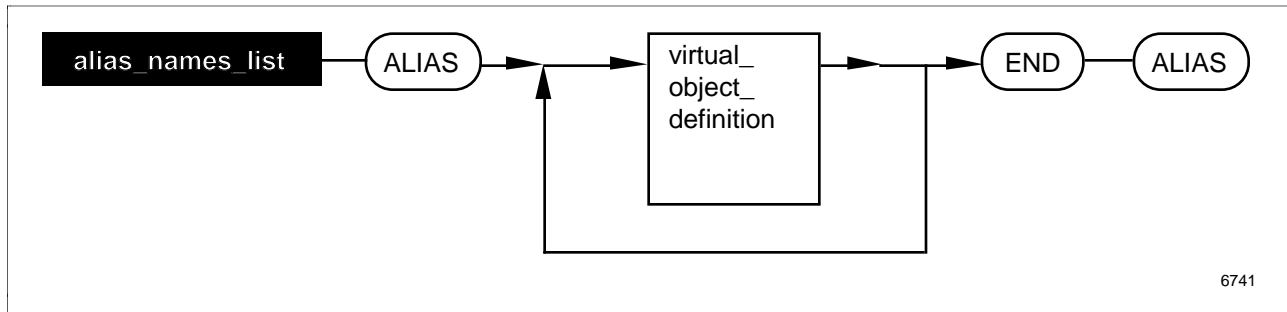 alias_names_list
ALIAS
virtual_
object_
definition
END
ALIAS
6741